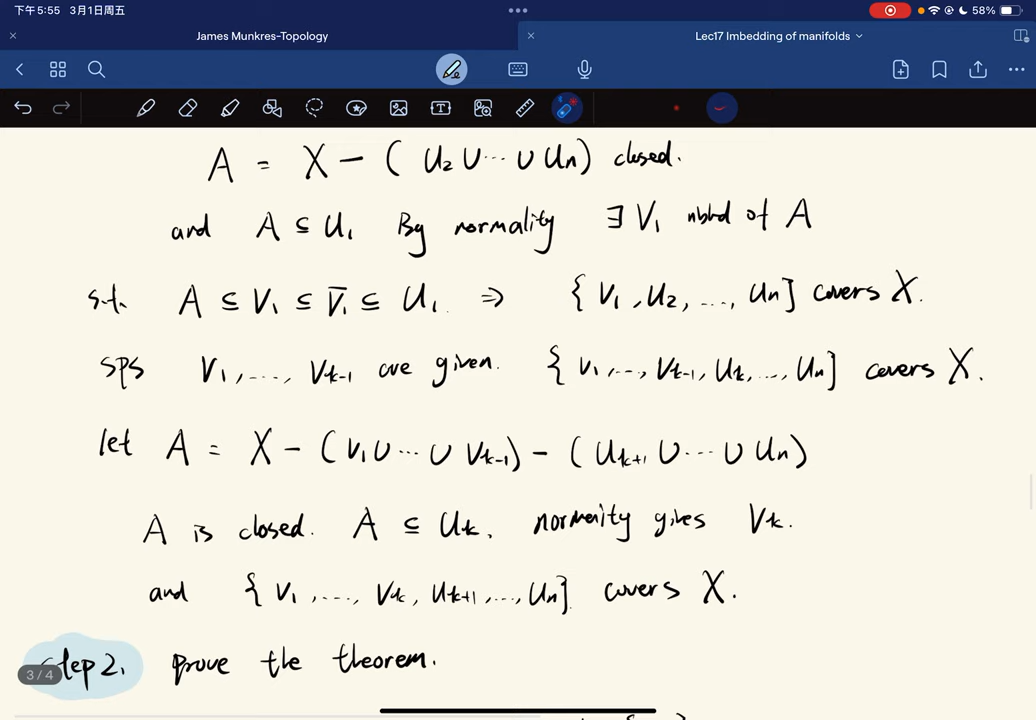 下午5:55 3月1日周五
58%
James Munkres-Topology
Lec17 Imbedding of manifolds
A = X − ( U₂ ∪ ··· ∪ Uₙ ) closed.
and A ⊆ U₁ By normality ∃ V₁ nbhd of A
s.t. A ⊆ V₁ ⊆ V̄₁ ⊆ U₁. ⇒ { V₁, U₂, ..., Uₙ } covers X.
sps V₁, ..., Vₖ₋₁ are given. { V₁, ..., Vₖ₋₁, Uₖ, ..., Uₙ } covers X.
let A = X − ( V₁ ∪ ··· ∪ Vₖ₋₁ ) − ( Uₖ₊₁ ∪ ··· ∪ Uₙ )
A is closed. A ⊆ Uₖ. normality gives Vₖ.
and { V₁, ..., Vₖ, Uₖ₊₁, ..., Uₙ }. covers X.
step 2. prove the theorem.
3 / 4